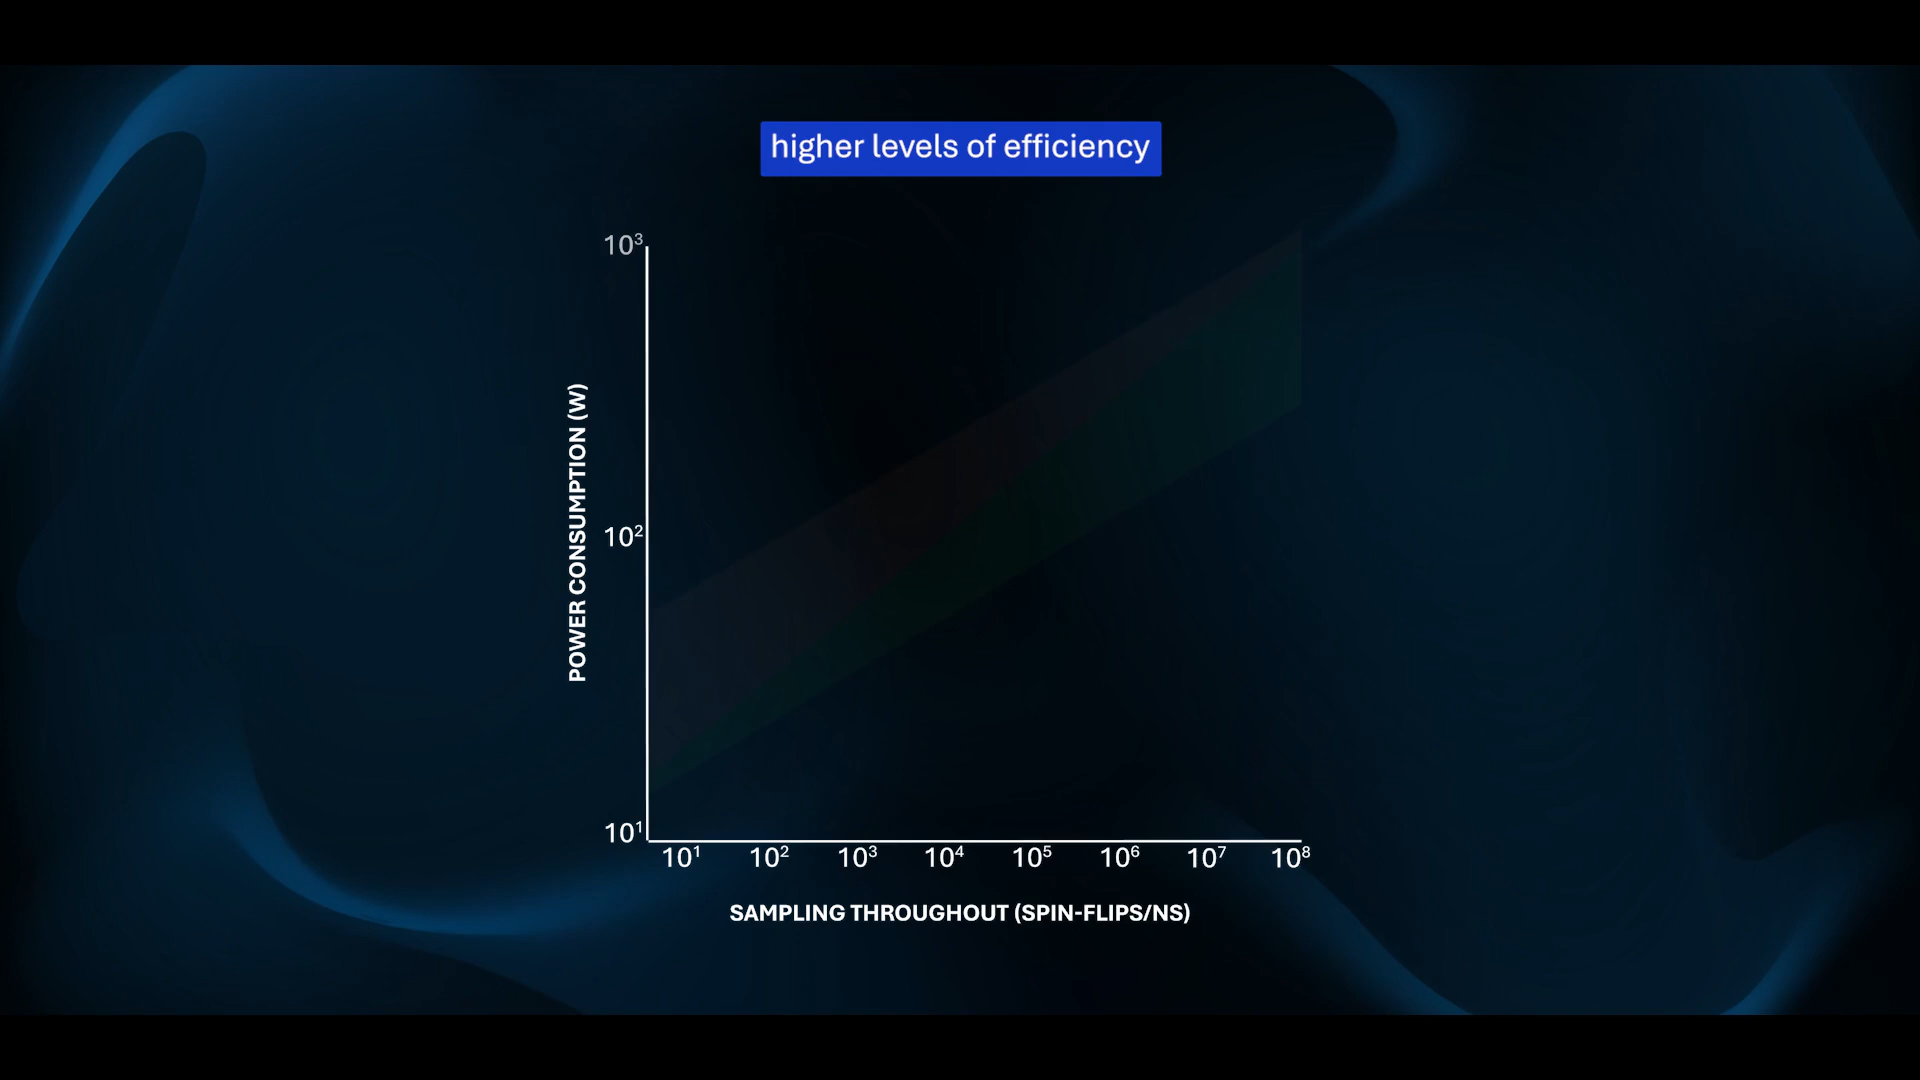 higher levels of efficiency
10³
POWER CONSUMPTION (W)
10²
10¹
10¹ 10² 10³ 10⁴ 10⁵ 10⁶ 10⁷ 10⁸
SAMPLING THROUGHOUT (SPIN-FLIPS/NS)